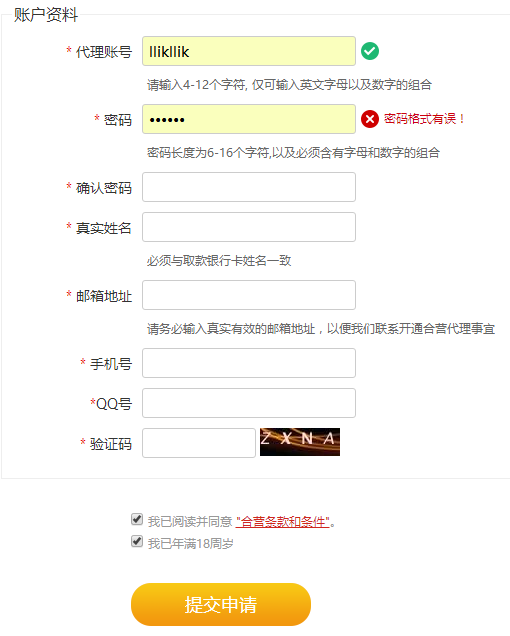 账户资料
* 代理账号 llikllik
请输入4-12个字符, 仅可输入英文字母以及数字的组合
* 密码 •••••• 密码格式有误！
密码长度为6-16个字符,以及必须含有字母和数字的组合
* 确认密码
* 真实姓名
必须与取款银行卡姓名一致
* 邮箱地址
请务必输入真实有效的邮箱地址，以便我们联系开通合营代理事宜
* 手机号
*QQ号
* 验证码 ZXNA
我已阅读并同意 "合营条款和条件"。
我已年满18周岁
提交申请